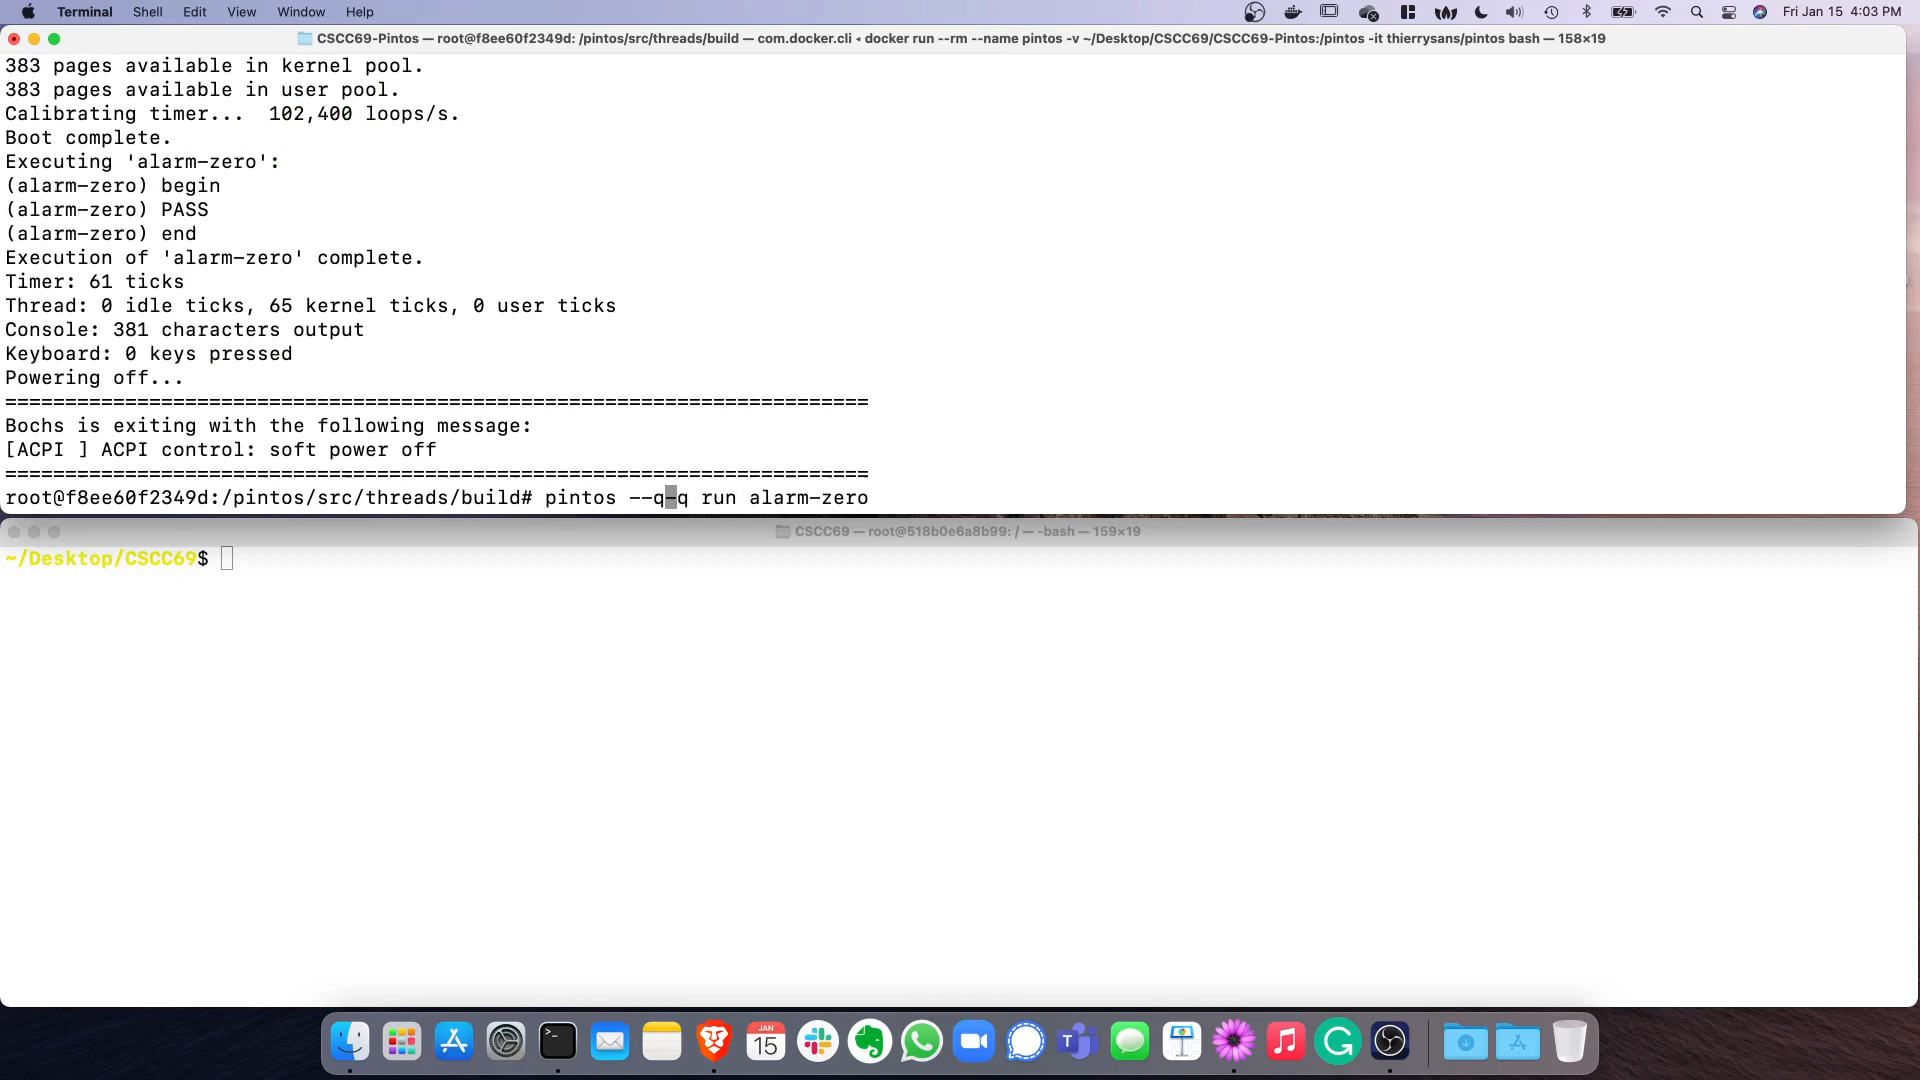 Terminal Shell Edit View Window Help Fri Jan 15 4:03 PM
CSCC69-Pintos — root@f8ee60f2349d: /pintos/src/threads/build — com.docker.cli ◂ docker run --rm --name pintos -v ~/Desktop/CSCC69/CSCC69-Pintos:/pintos -it thierrysans/pintos bash — 158×19
383 pages available in kernel pool.
383 pages available in user pool.
Calibrating timer...  102,400 loops/s.
Boot complete.
Executing 'alarm-zero':
(alarm-zero) begin
(alarm-zero) PASS
(alarm-zero) end
Execution of 'alarm-zero' complete.
Timer: 61 ticks
Thread: 0 idle ticks, 65 kernel ticks, 0 user ticks
Console: 381 characters output
Keyboard: 0 keys pressed
Powering off...
========================================================================
Bochs is exiting with the following message:
[ACPI ] ACPI control: soft power off
========================================================================
root@f8ee60f2349d:/pintos/src/threads/build# pintos --q-q run alarm-zero
CSCC69 — root@518b0e6a8b99: / — -bash — 159×19
~/Desktop/CSCC69$
JAN
15